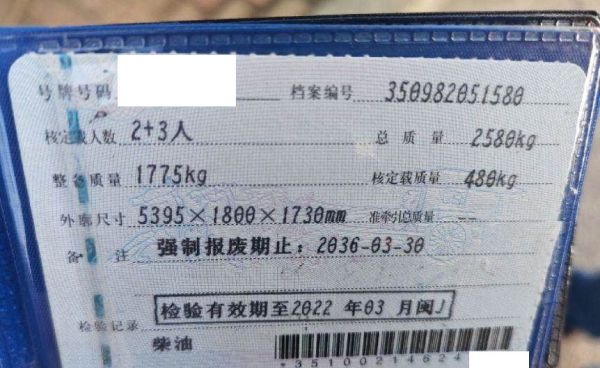 号牌号码 档案编号 350982051580
核定载人数 2+3人 总质量 2580kg
整备质量 1775kg 核定载质量 480kg
外廓尺寸 5395×1800×1730mm 准牵引总质量 --
备注 强制报废期止：2036-03-30
检验有效期至2022 年03 月闽J
检验记录
柴油
*35100214624